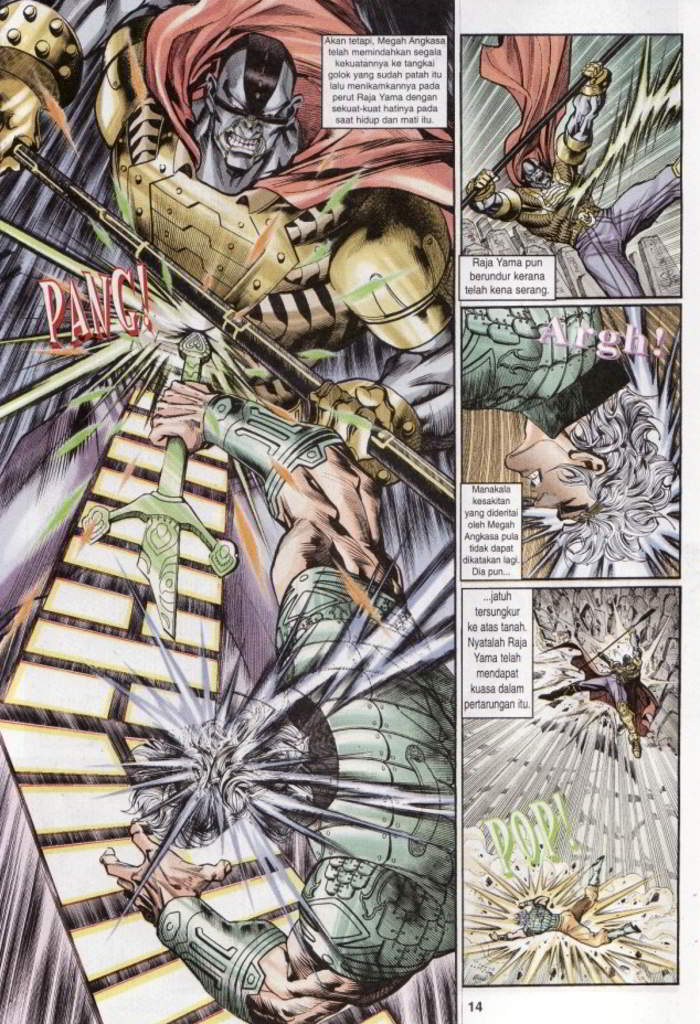 Akan tetapi, Megah Angkasa
telah memindahkan segala
kekuatannya ke tangkai
golok yang sudah patah itu
lalu menikamkannya pada
perut Raja Yama dengan
sekuat-kuat hatinya pada
saat hidup dan mati itu.
PANG!
Raja Yama pun
berundur kerana
telah kena serang.
Argh!
Manakala
kesakitan
yang dideritai
oleh Megah
Angkasa pula
tidak dapat
dikatakan lagi.
Dia pun...
...jatuh
tersungkur
ke atas tanah.
Nyatalah Raja
Yama telah
mendapat
kuasa dalam
pertarungan itu.
POP!
14